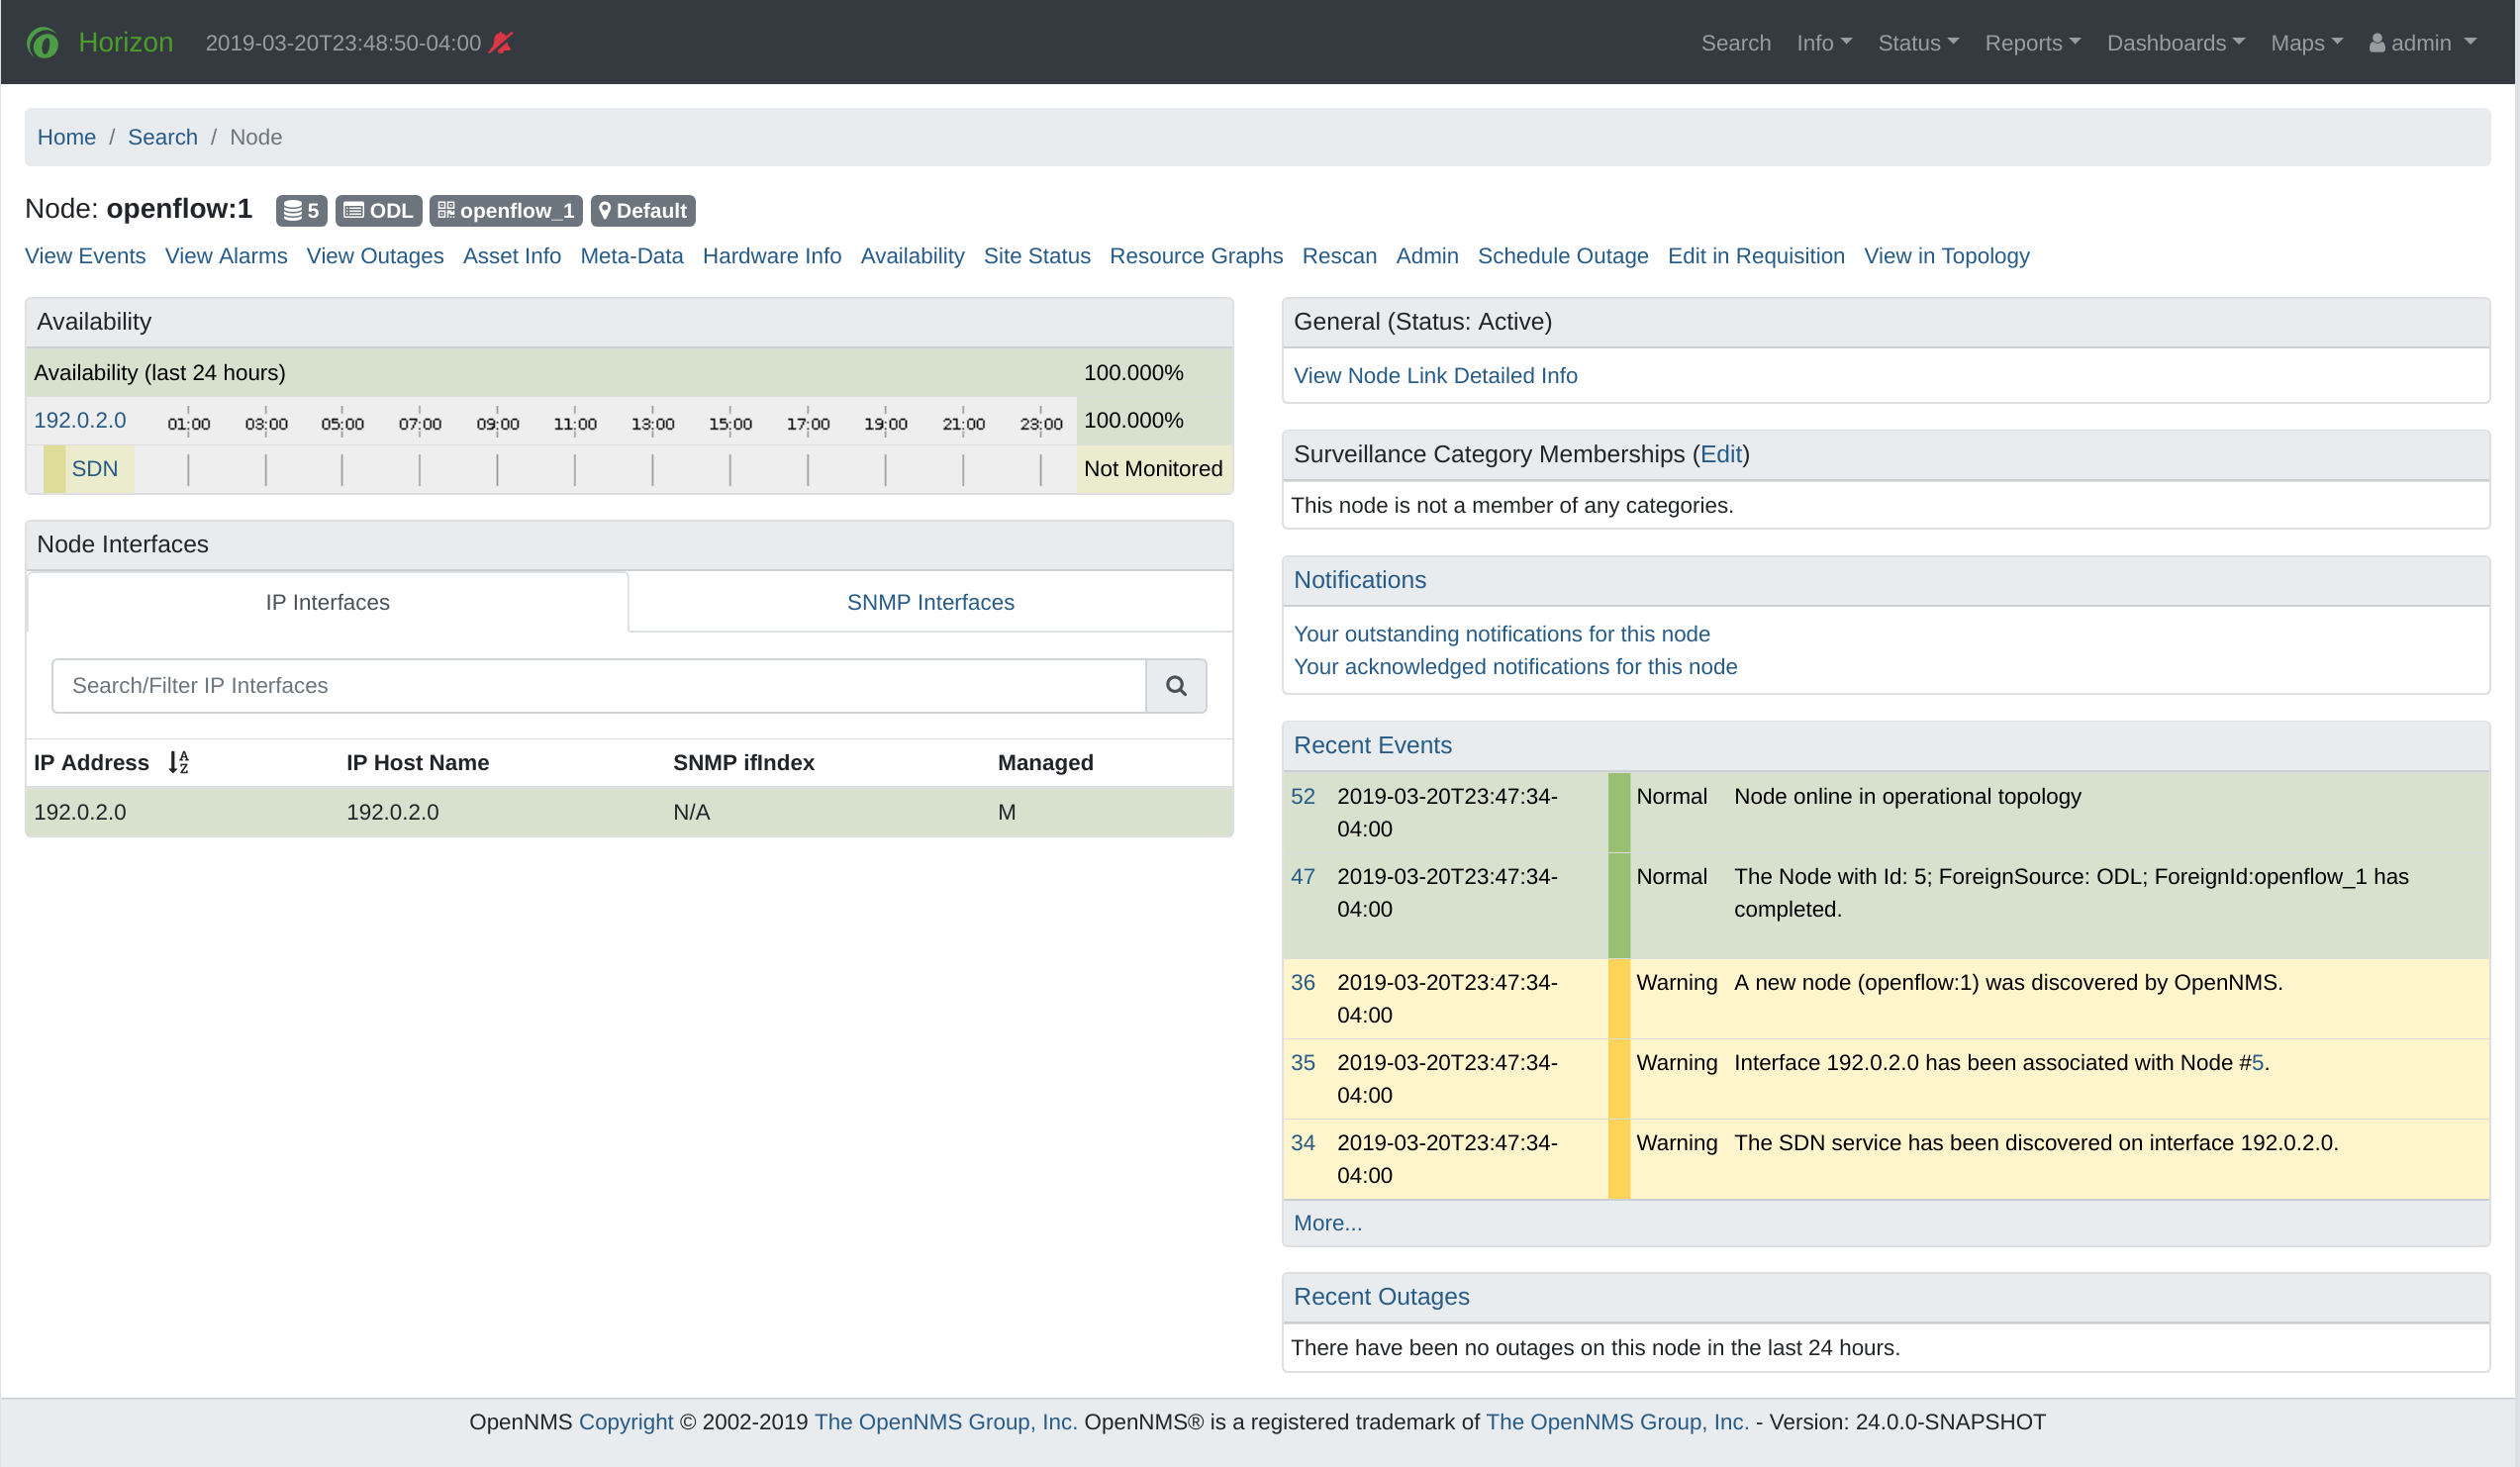 Horizon 2019-03-20T23:48:50-04:00 Search Info Status Reports Dashboards Maps admin
Home / Search / Node
Node: openflow:1 5 ODL openflow_1 Default
View Events View Alarms View Outages Asset Info Meta-Data Hardware Info Availability Site Status Resource Graphs Rescan Admin Schedule Outage Edit in Requisition View in Topology
Availability
Availability (last 24 hours) 100.000%
192.0.2.0 01:00 03:00 05:00 07:00 09:00 11:00 13:00 15:00 17:00 19:00 21:00 23:00 100.000%
SDN Not Monitored
Node Interfaces
IP Interfaces SNMP Interfaces
Search/Filter IP Interfaces
IP Address IP Host Name SNMP ifIndex Managed
192.0.2.0 192.0.2.0 N/A M
General (Status: Active)
View Node Link Detailed Info
Surveillance Category Memberships (Edit)
This node is not a member of any categories.
Notifications
Your outstanding notifications for this node
Your acknowledged notifications for this node
Recent Events
52 2019-03-20T23:47:34- Normal Node online in operational topology
04:00
47 2019-03-20T23:47:34- Normal The Node with Id: 5; ForeignSource: ODL; ForeignId:openflow_1 has
04:00 completed.
36 2019-03-20T23:47:34- Warning A new node (openflow:1) was discovered by OpenNMS.
04:00
35 2019-03-20T23:47:34- Warning Interface 192.0.2.0 has been associated with Node #5.
04:00
34 2019-03-20T23:47:34- Warning The SDN service has been discovered on interface 192.0.2.0.
04:00
More...
Recent Outages
There have been no outages on this node in the last 24 hours.
OpenNMS Copyright © 2002-2019 The OpenNMS Group, Inc. OpenNMS® is a registered trademark of The OpenNMS Group, Inc. - Version: 24.0.0-SNAPSHOT